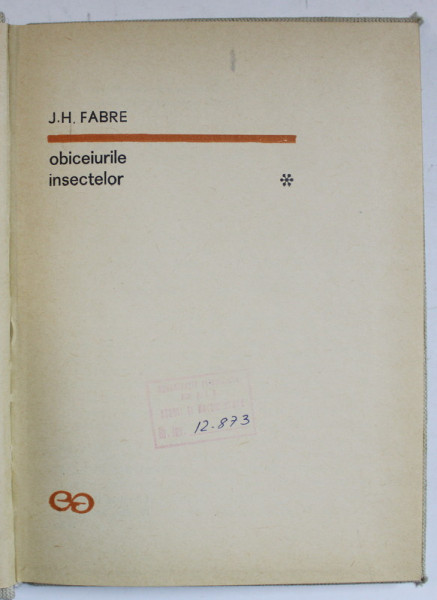 J.H. FABRE
obiceiurile
insectelor *
12.873